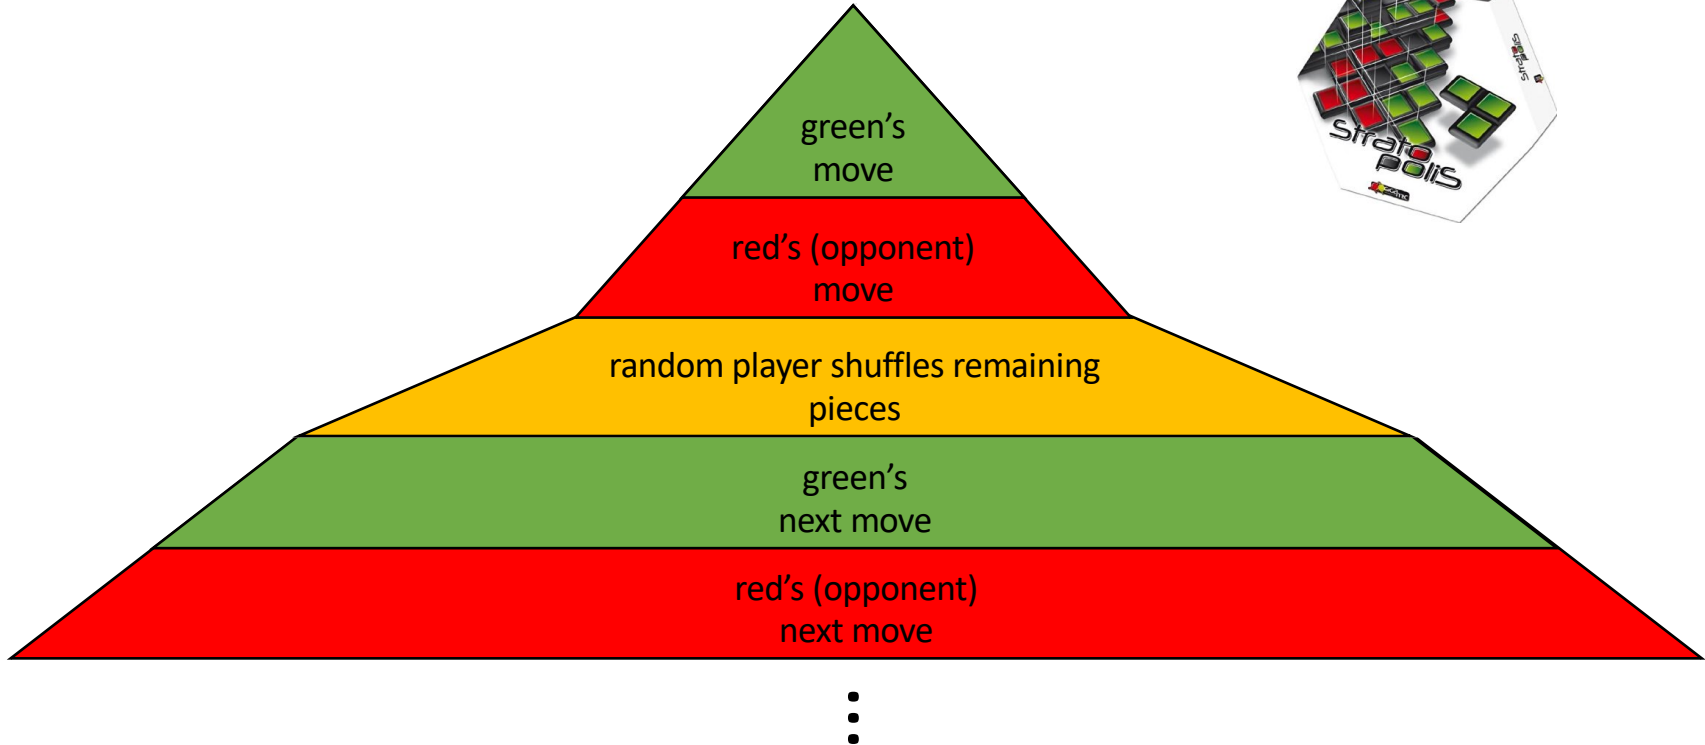 green’s
move
red’s (opponent)
move
random player shuffles remaining
pieces
green’s
next move
red’s (opponent)
next move
⋮
Strato
polis